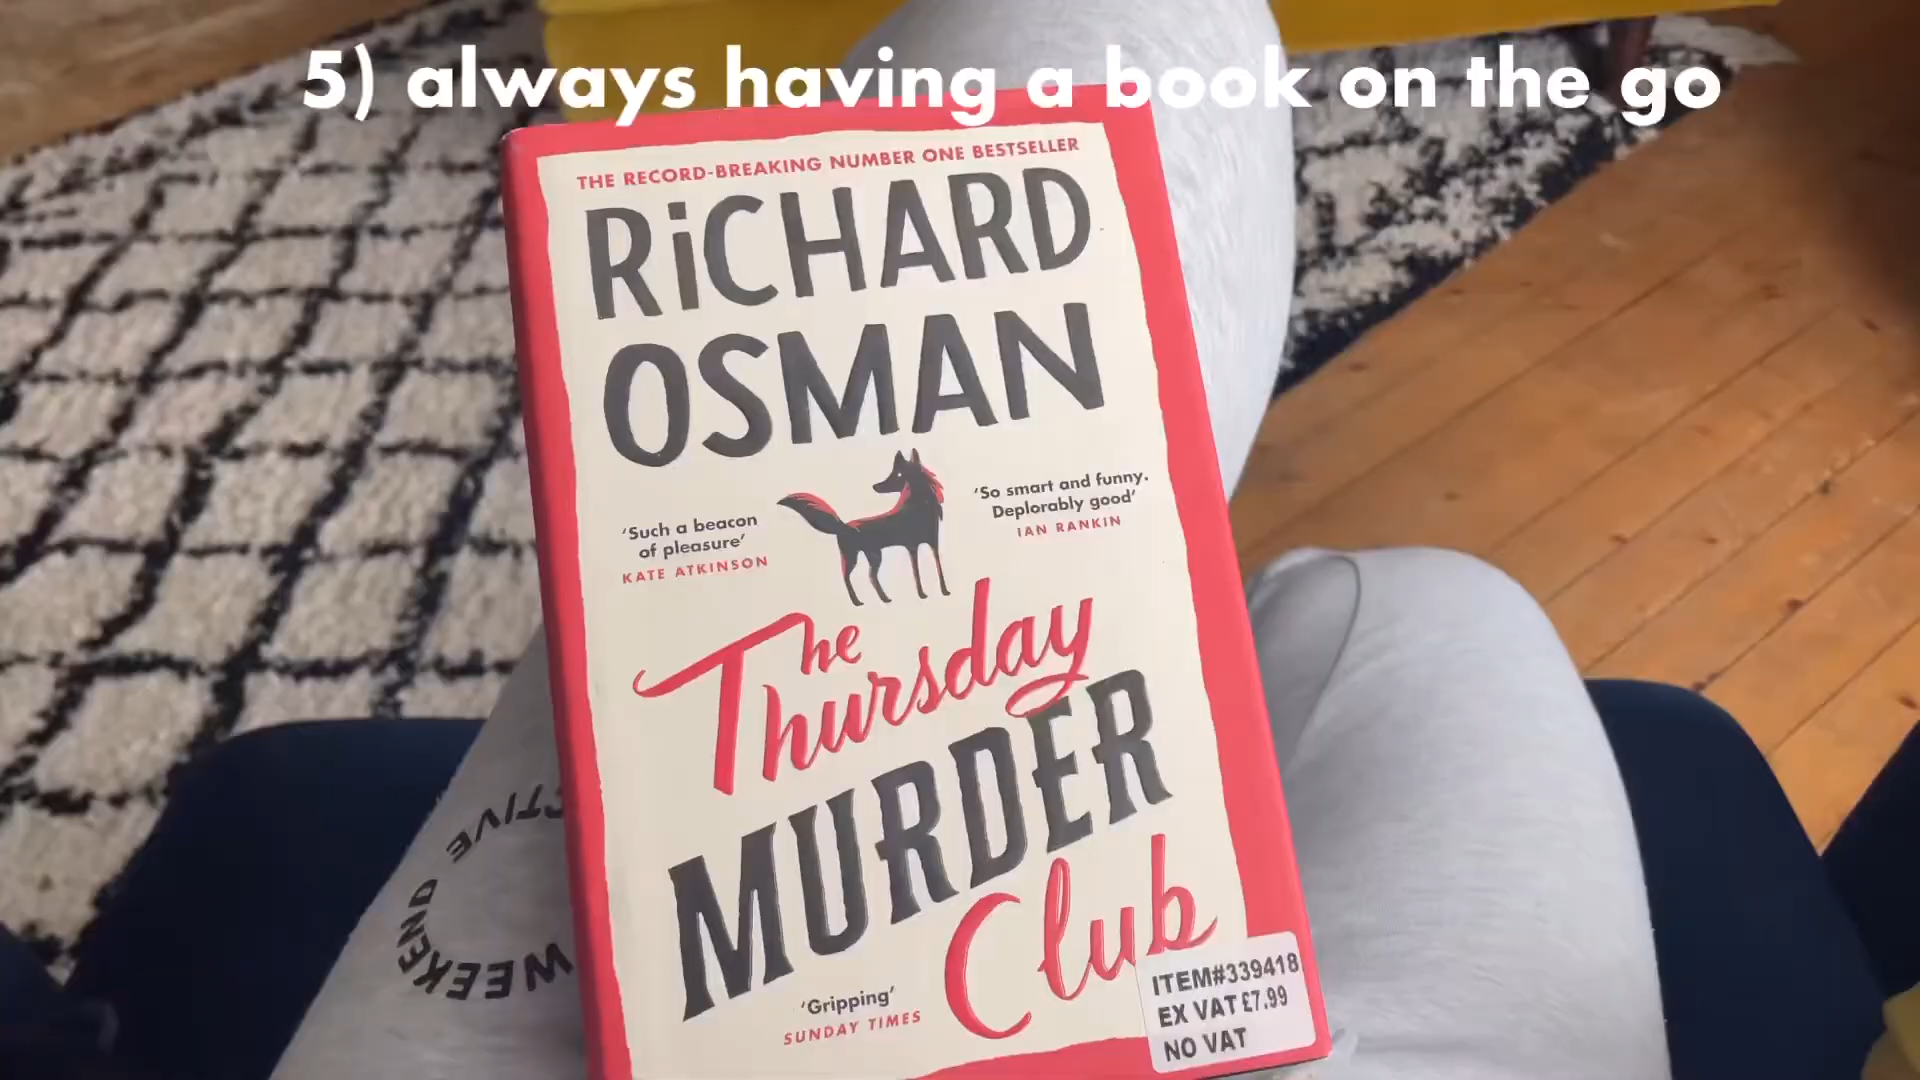 5) always having a book on the go
THE RECORD-BREAKING NUMBER ONE BESTSELLER
RiCHARD
OSMAN
'Such a beacon
of pleasure'
KATE ATKINSON
'So smart and funny.
Deplorably good'
IAN RANKIN
The
Thursday
MURDER
Club
'Gripping'
SUNDAY TIMES
ITEM#339418
EX VAT £7.99
NO VAT
WEEKEND